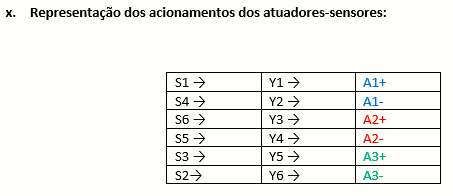 x. Representação dos acionamentos dos atuadores-sensores:
S1 → Y1 → A1+
S4 → Y2 → A1-
S6 → Y3 → A2+
S5 → Y4 → A2-
S3 → Y5 → A3+
S2→ Y6 → A3-